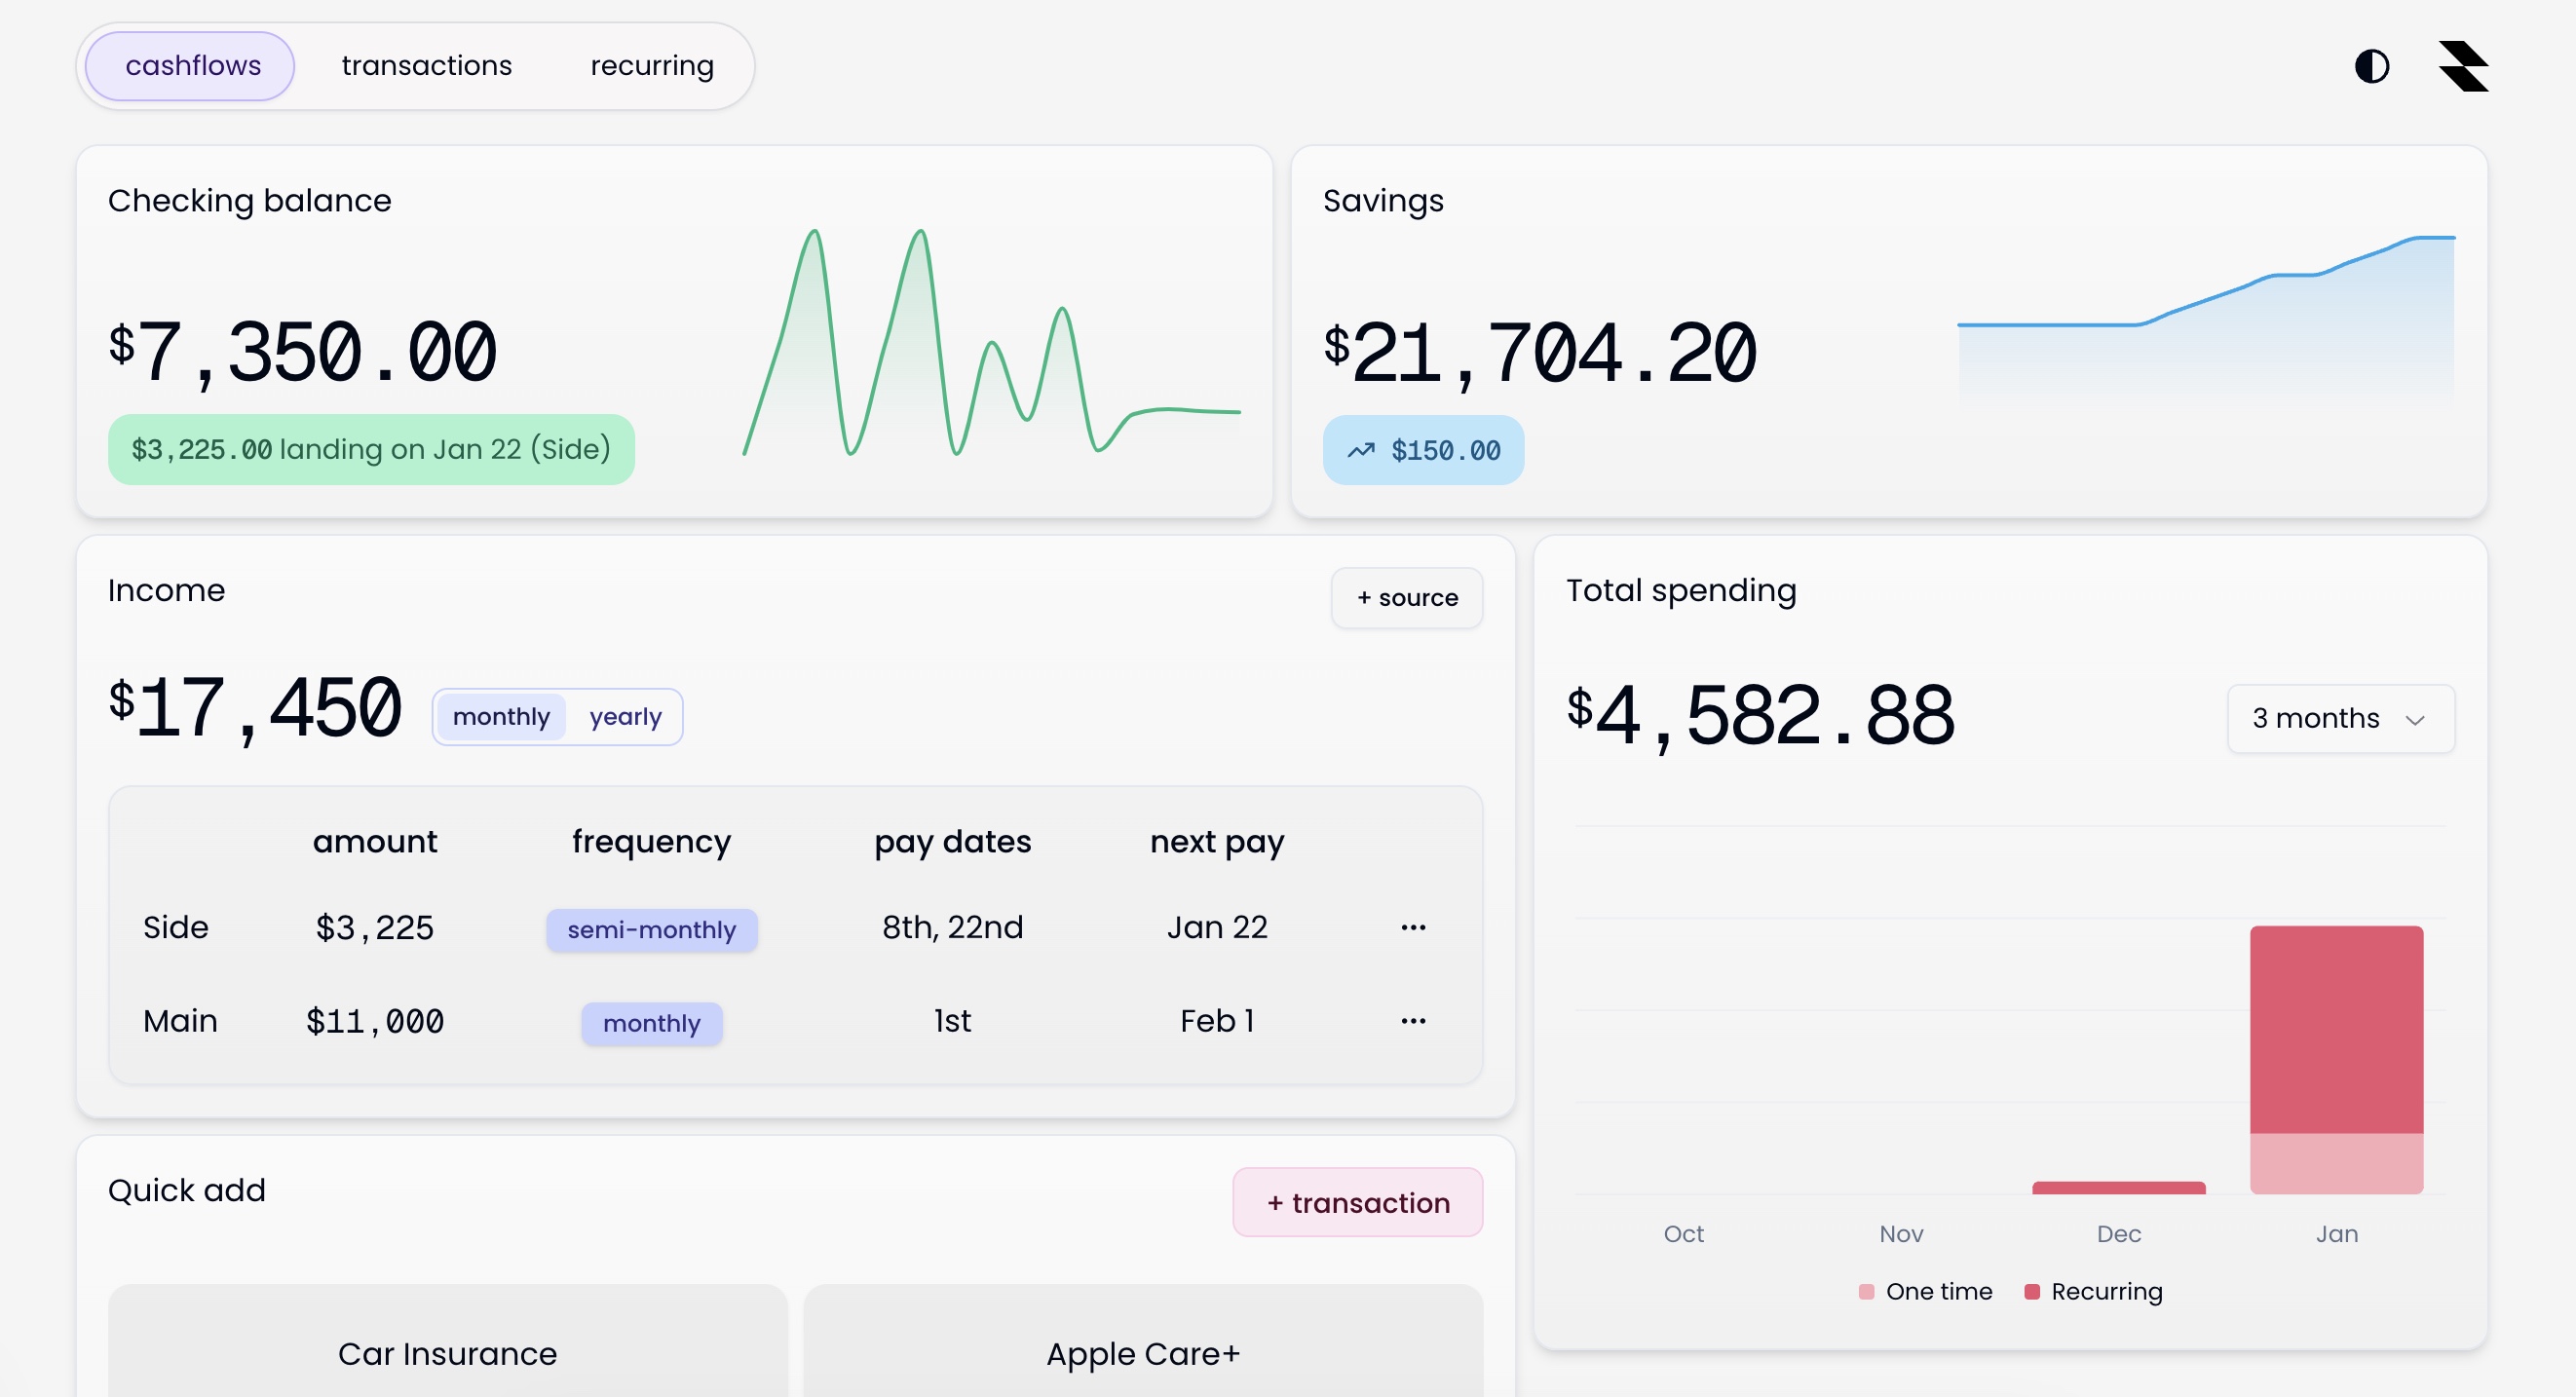 cashflows transactions recurring
Checking balance
$7,350.00
$3,225.00 landing on Jan 22 (Side)
Savings
$21,704.20
$150.00
Income
+ source
$17,450
monthly yearly
amount frequency pay dates next pay
Side $3,225 semi-monthly 8th, 22nd Jan 22 ...
Main $11,000 monthly 1st Feb 1 ...
Total spending
$4,582.88
3 months
Oct Nov Dec Jan
One time Recurring
Quick add
+ transaction
Car Insurance
Apple Care+